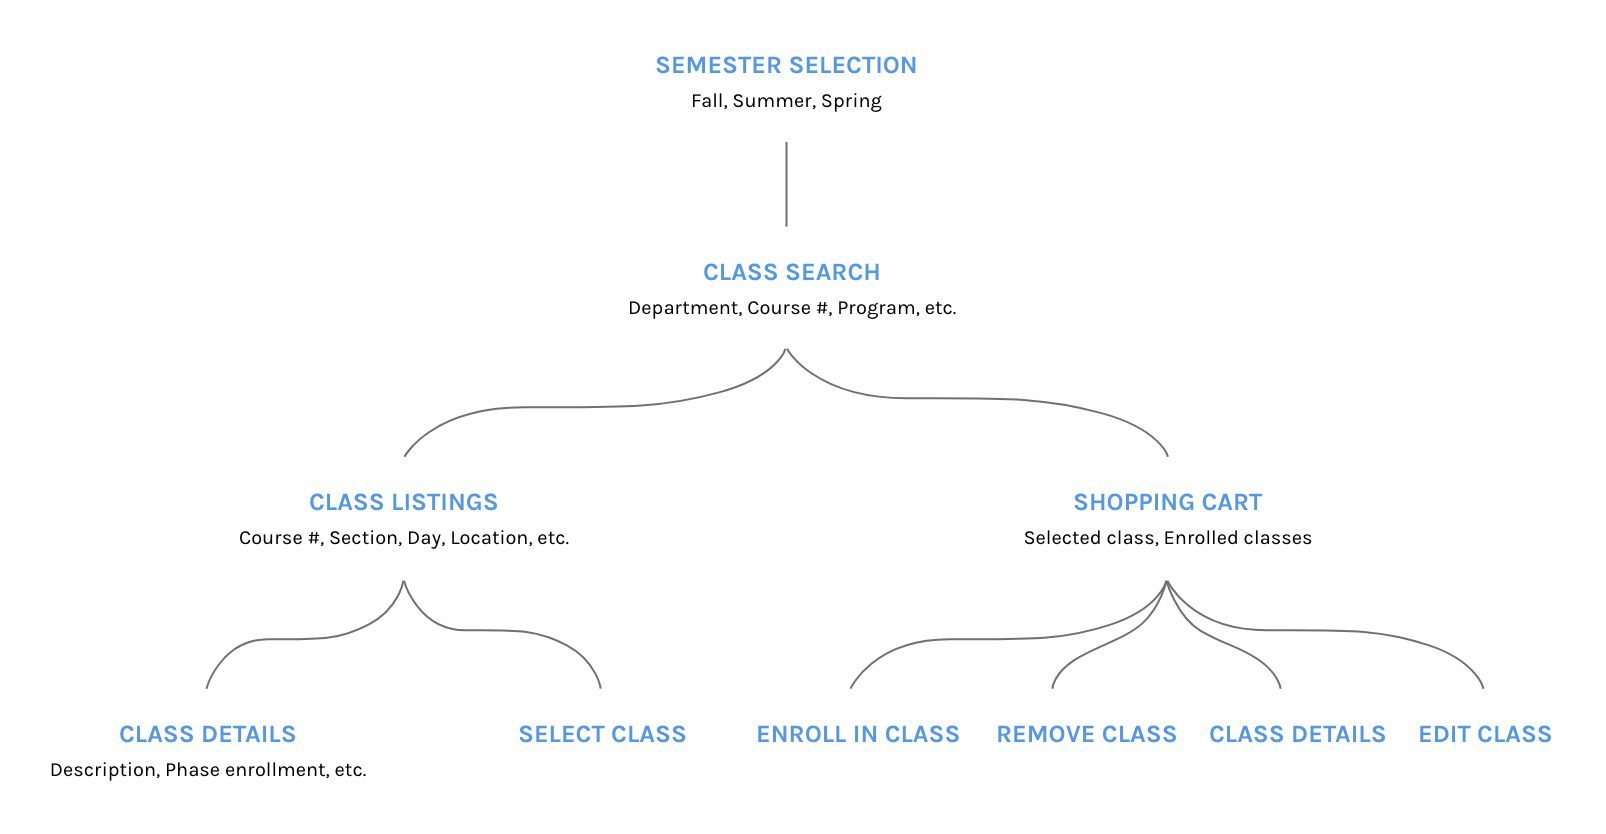 SEMESTER SELECTION
Fall, Summer, Spring
CLASS SEARCH
Department, Course #, Program, etc.
CLASS LISTINGS
Course #, Section, Day, Location, etc.
SHOPPING CART
Selected class, Enrolled classes
CLASS DETAILS
Description, Phase enrollment, etc.
SELECT CLASS
ENROLL IN CLASS
REMOVE CLASS
CLASS DETAILS
EDIT CLASS